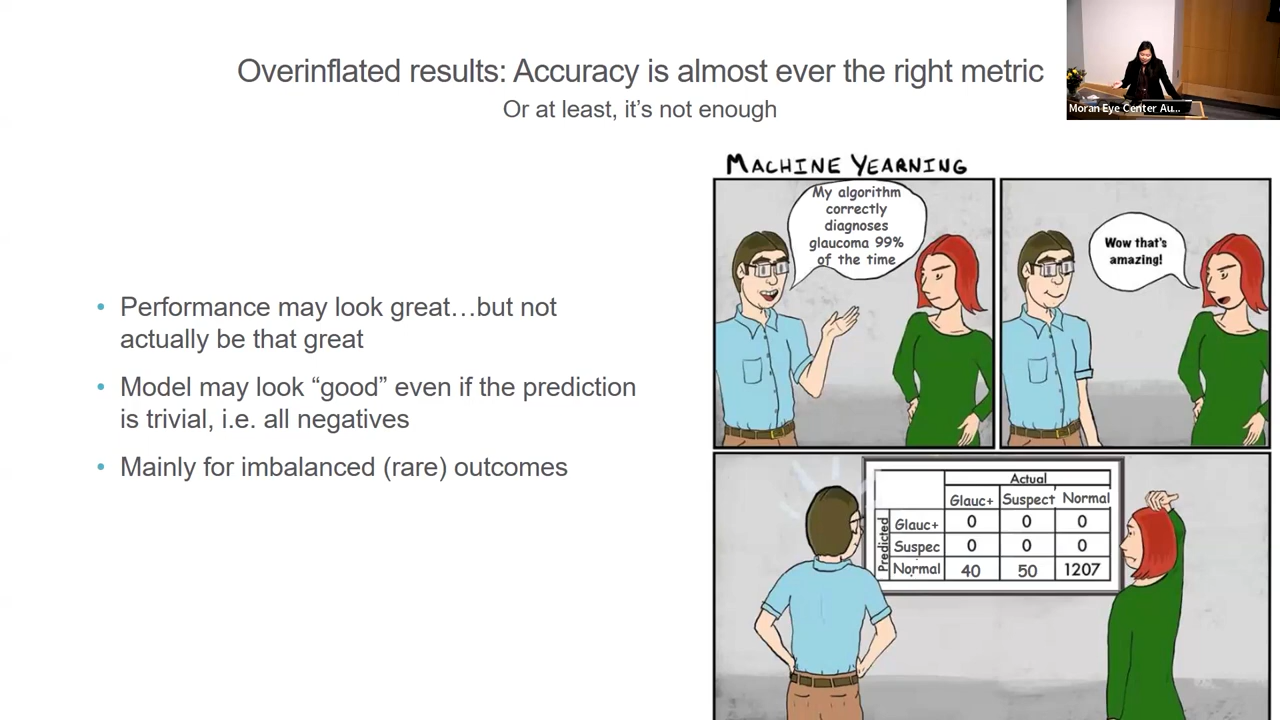 Overinflated results: Accuracy is almost ever the right metric
Or at least, it's not enough
Moran Eye Center Au...
• Performance may look great…but not
actually be that great
• Model may look “good” even if the prediction
is trivial, i.e. all negatives
• Mainly for imbalanced (rare) outcomes
MACHINE YEARNING
My algorithm
correctly
diagnoses
glaucoma 99%
of the time
Wow that's
amazing!
Actual
Glauc+ Suspect Normal
Predicted
Glauc+ 0 0 0
Suspec 0 0 0
Normal 40 50 1207